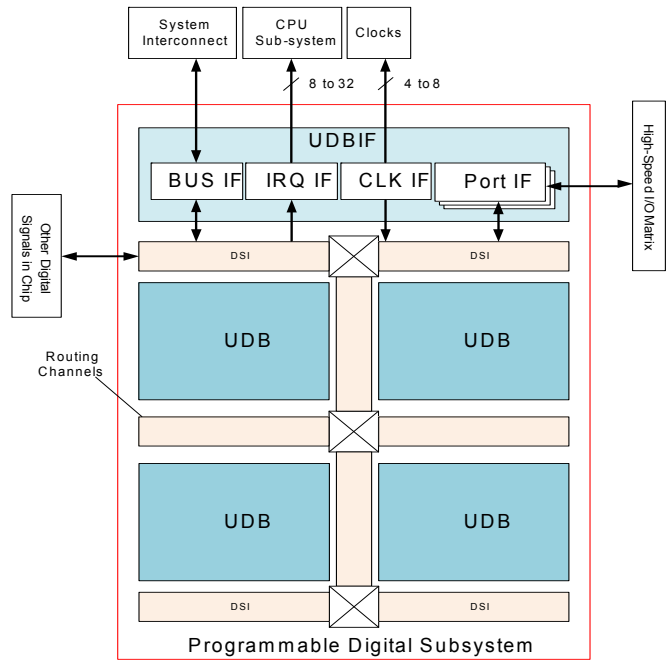 System
Interconnect
CPU
Sub-system
Clocks
8 to 32
4 to 8
UDBIF
BUS IF
IRQ IF
CLK IF
Port IF
High-Speed I/O Matrix
Other Digital
Signals in Chip
DSI
DSI
UDB
UDB
Routing
Channels
UDB
UDB
DSI
DSI
Programmable Digital Subsystem